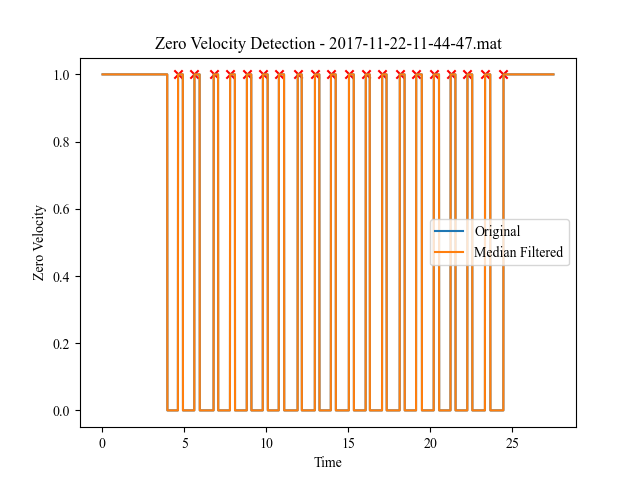 Zero Velocity Detection - 2017-11-22-11-44-47.mat
1.0
0.8
0.6
0.4
0.2
0.0
Zero Velocity
Original
Median Filtered
0 5 10 15 20 25
Time